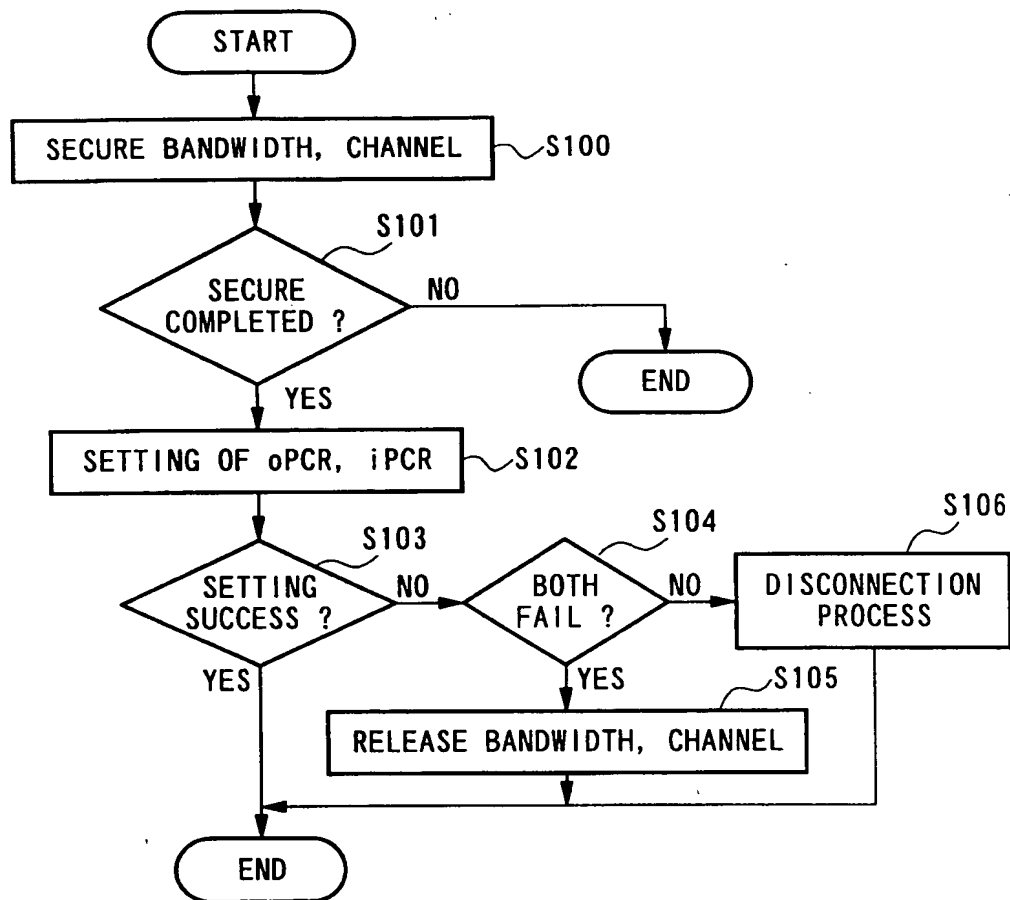 START
SECURE BANDWIDTH, CHANNEL
S100
S101
SECURE
COMPLETED ?
NO
END
YES
SETTING OF oPCR, iPCR
S102
S103
SETTING
SUCCESS ?
NO
YES
S104
BOTH
FAIL ?
NO
YES
S106
DISCONNECTION
PROCESS
S105
RELEASE BANDWIDTH, CHANNEL
END